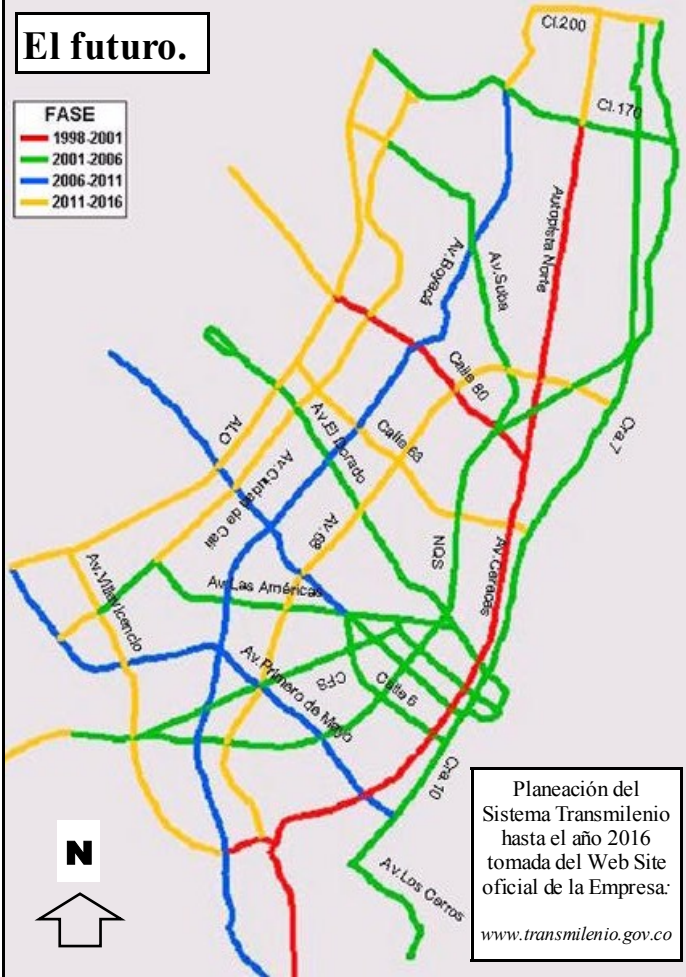 El futuro.
FASE
1998-2001
2001-2006
2006-2011
2011-2016
Cl.200
Cl.170
Autopista Norte
Av.Boyacá
Av.Suba
Calle 80
Cra.7
ALO
Av.El Dorado
Calle 63
Av.Ciudad de Cali
Av.68
NQS
Av.Caracas
Av.Villavicencio
Av.Las Américas
Av.Primero de Mayo
CFS
Calle 6
Cra.10
Av.Los Cerros
N
Planeación del
Sistema Transmilenio
hasta el año 2016
tomada del Web Site
oficial de la Empresa:
www.transmilenio.gov.co